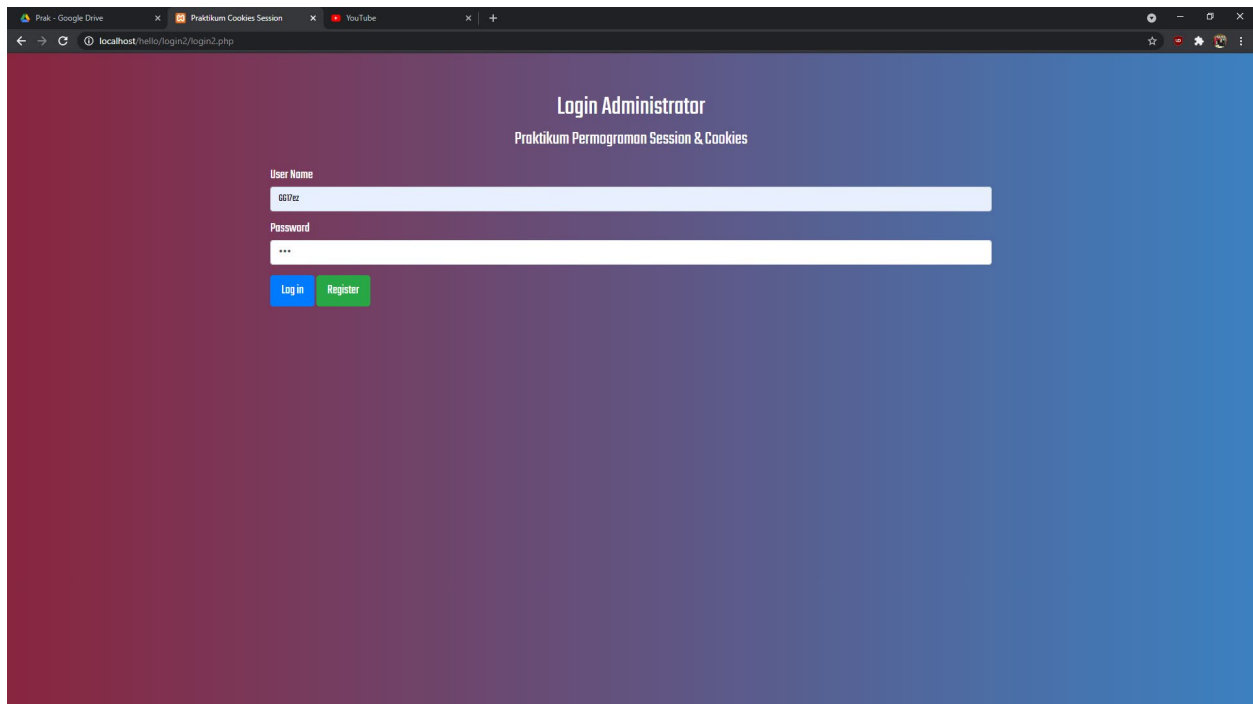 Prak - Google Drive
Praktikum Cookies Session
YouTube
localhost/hello/login2/login2.php
Login Administrator
Praktikum Permograman Session & Cookies
User Name
GG17ez
Password
•••
Log in Register